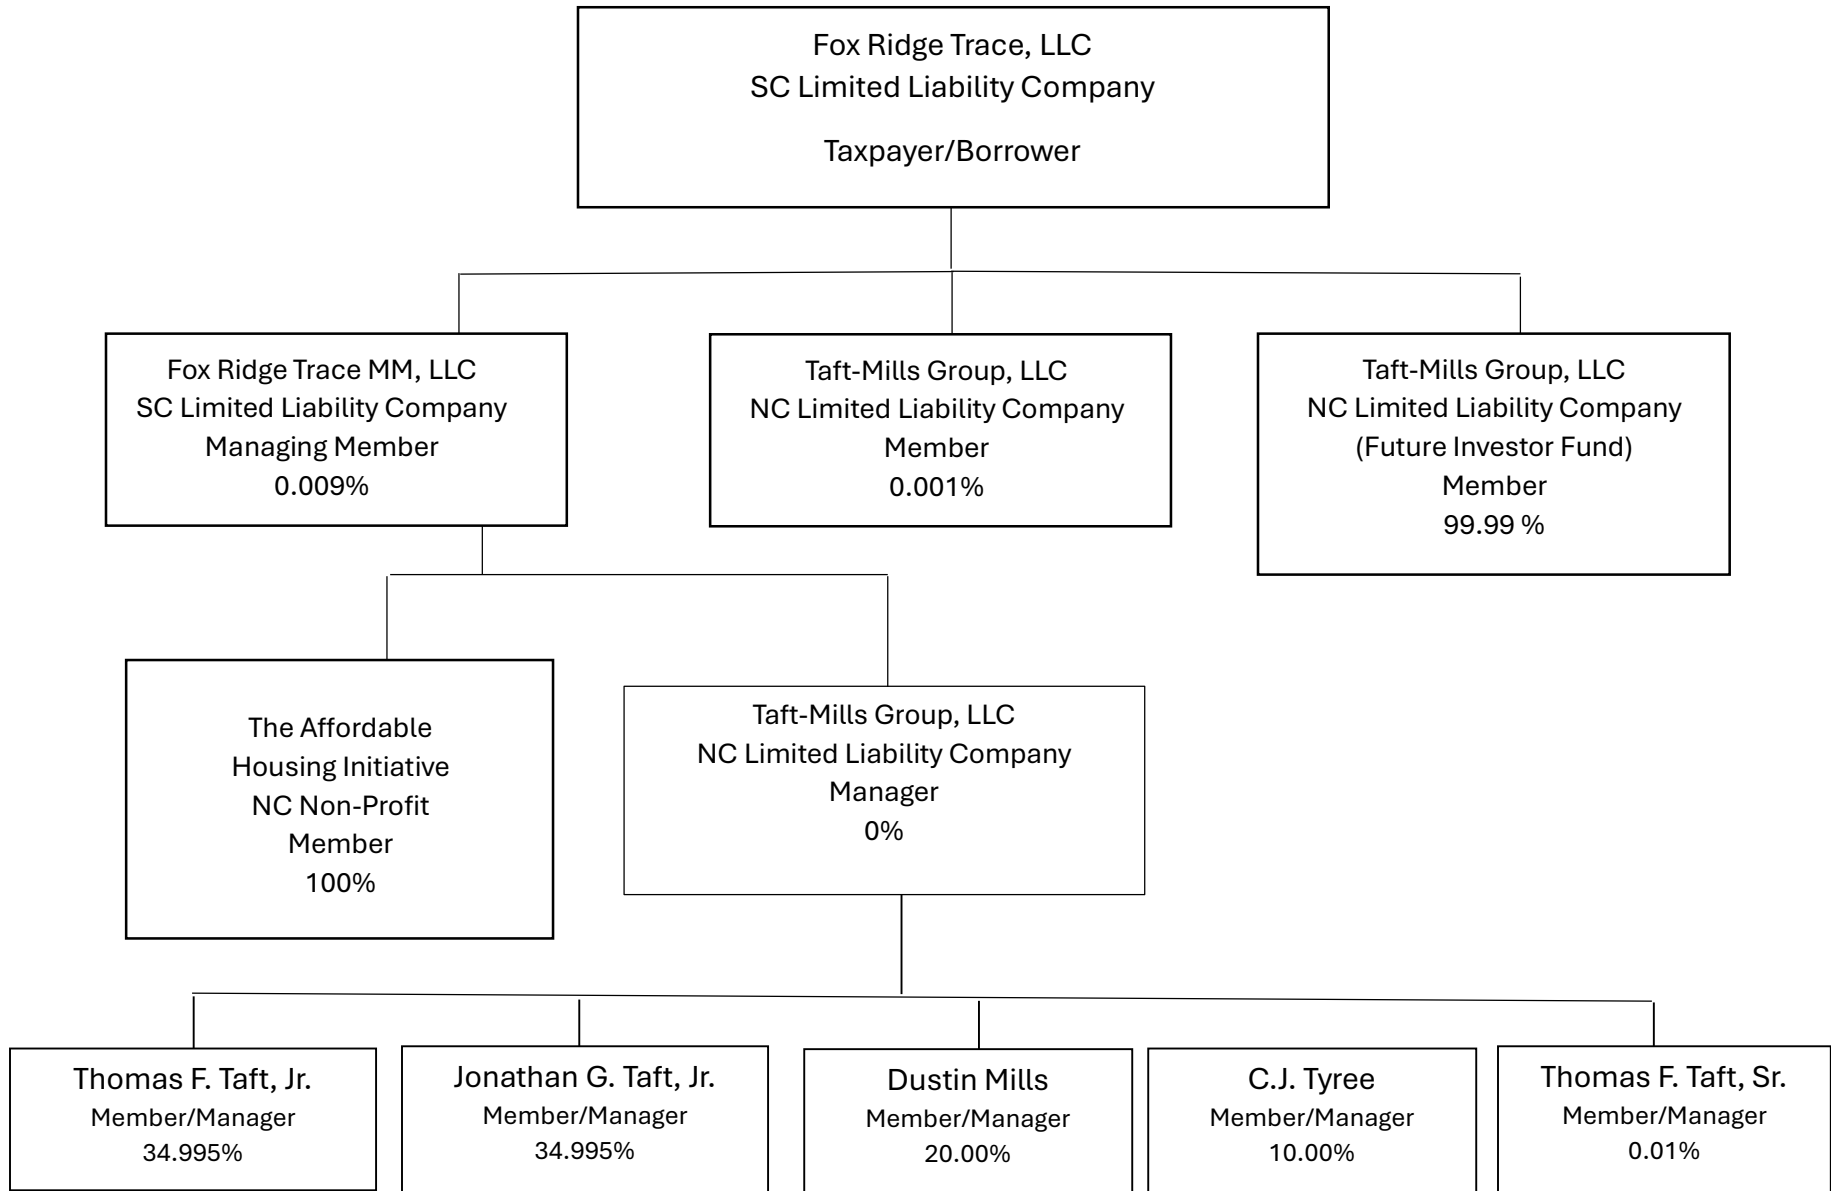 Fox Ridge Trace, LLC
SC Limited Liability Company
Taxpayer/Borrower
Fox Ridge Trace MM, LLC
SC Limited Liability Company
Managing Member
0.009%
Taft-Mills Group, LLC
NC Limited Liability Company
Member
0.001%
Taft-Mills Group, LLC
NC Limited Liability Company
(Future Investor Fund)
Member
99.99 %
The Affordable
Housing Initiative
NC Non-Profit
Member
100%
Taft-Mills Group, LLC
NC Limited Liability Company
Manager
0%
Thomas F. Taft, Jr.
Member/Manager
34.995%
Jonathan G. Taft, Jr.
Member/Manager
34.995%
Dustin Mills
Member/Manager
20.00%
C.J. Tyree
Member/Manager
10.00%
Thomas F. Taft, Sr.
Member/Manager
0.01%